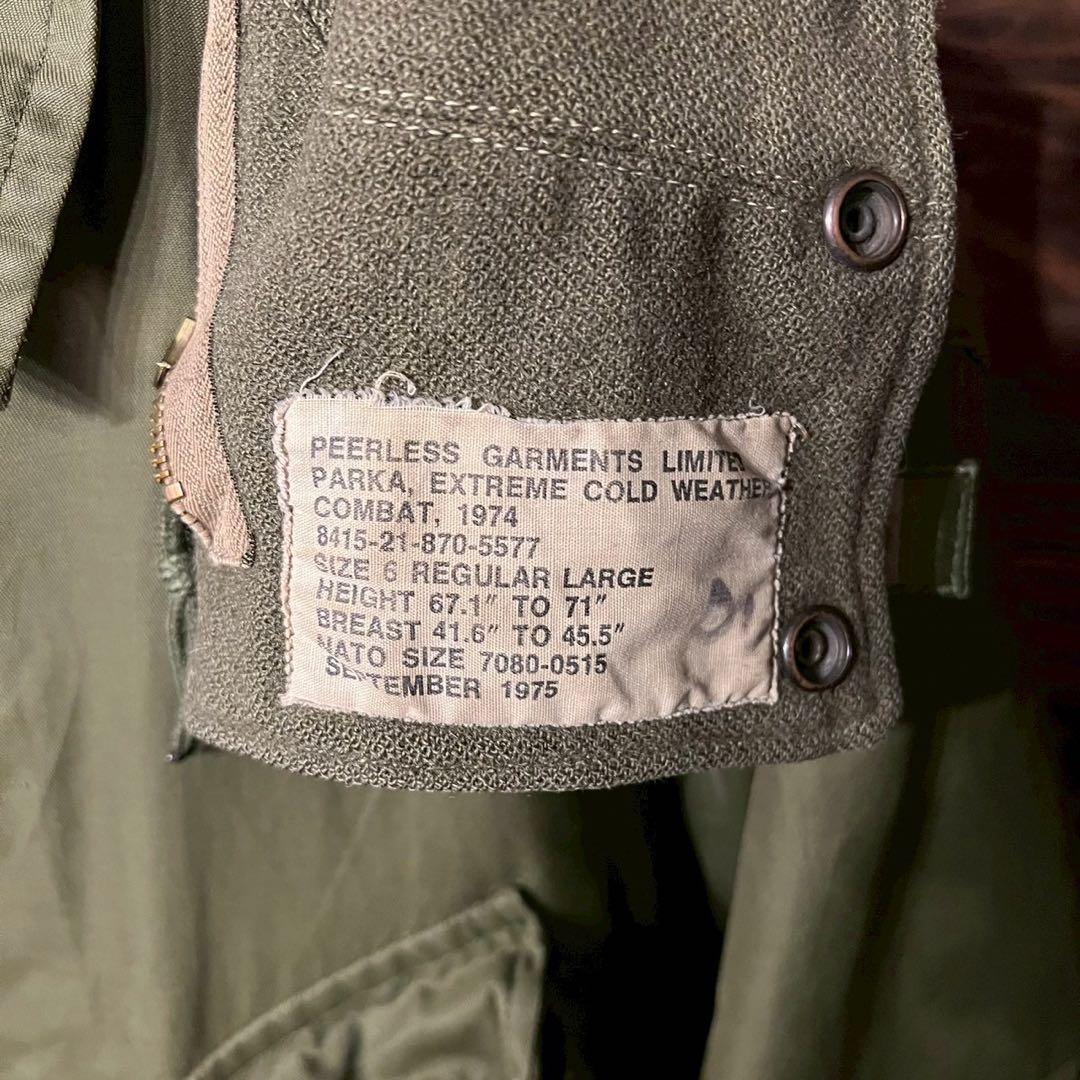 PEERLESS GARMENTS LIMITED
PARKA, EXTREME COLD WEATHER
COMBAT, 1974
8415-21-870-5577
SIZE 6 REGULAR LARGE
HEIGHT 67.1" TO 71"
BREAST 41.6" TO 45.5"
NATO SIZE 7080-0515
SEPTEMBER 1975